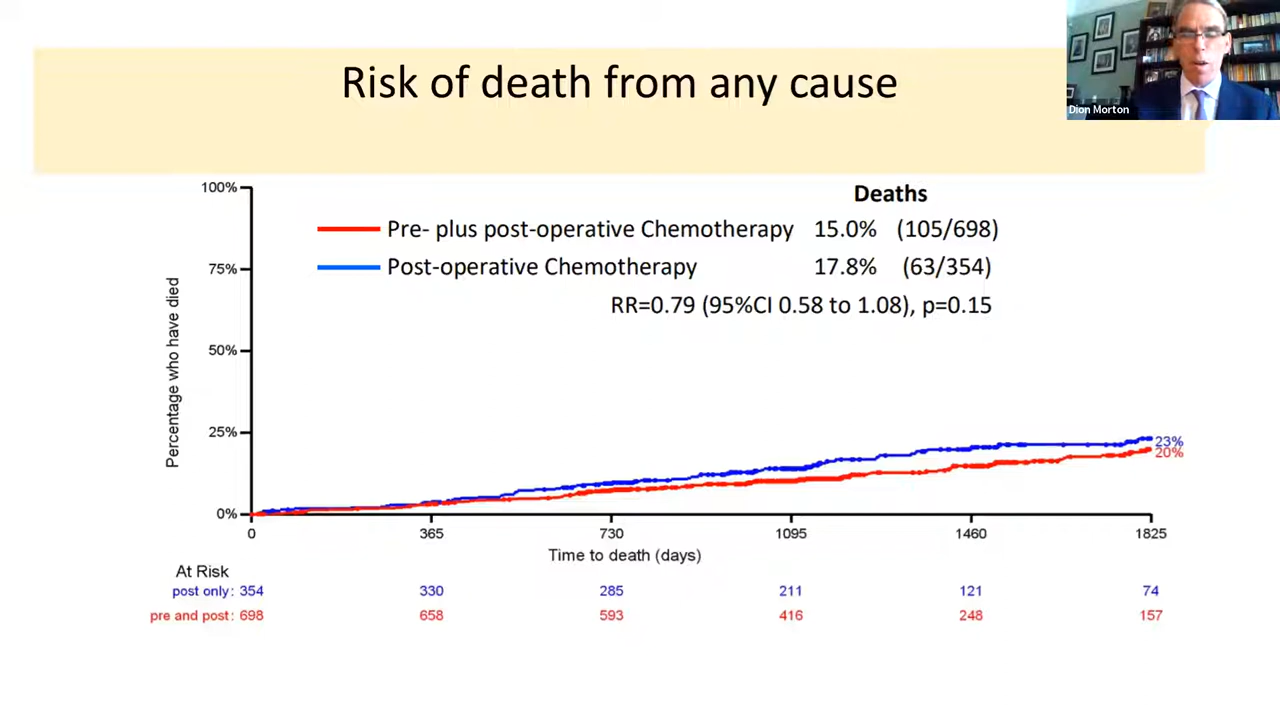 Risk of death from any cause
Dion Morton
Deaths
Pre- plus post-operative Chemotherapy 15.0% (105/698)
Post-operative Chemotherapy 17.8% (63/354)
RR=0.79 (95%CI 0.58 to 1.08), p=0.15
100%
75%
50%
25%
0%
Percentage who have died
23%
20%
0 365 730 1095 1460 1825
Time to death (days)
At Risk
post only: 354 330 285 211 121 74
pre and post: 698 658 593 416 248 157